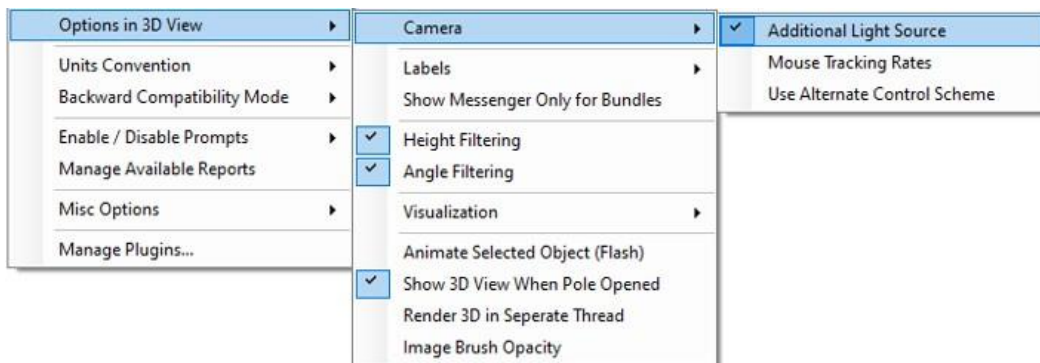 Options in 3D View
Units Convention
Backward Compatibility Mode
Enable / Disable Prompts
Manage Available Reports
Misc Options
Manage Plugins...
Camera
Labels
Show Messenger Only for Bundles
Height Filtering
Angle Filtering
Visualization
Animate Selected Object (Flash)
Show 3D View When Pole Opened
Render 3D in Seperate Thread
Image Brush Opacity
Additional Light Source
Mouse Tracking Rates
Use Alternate Control Scheme